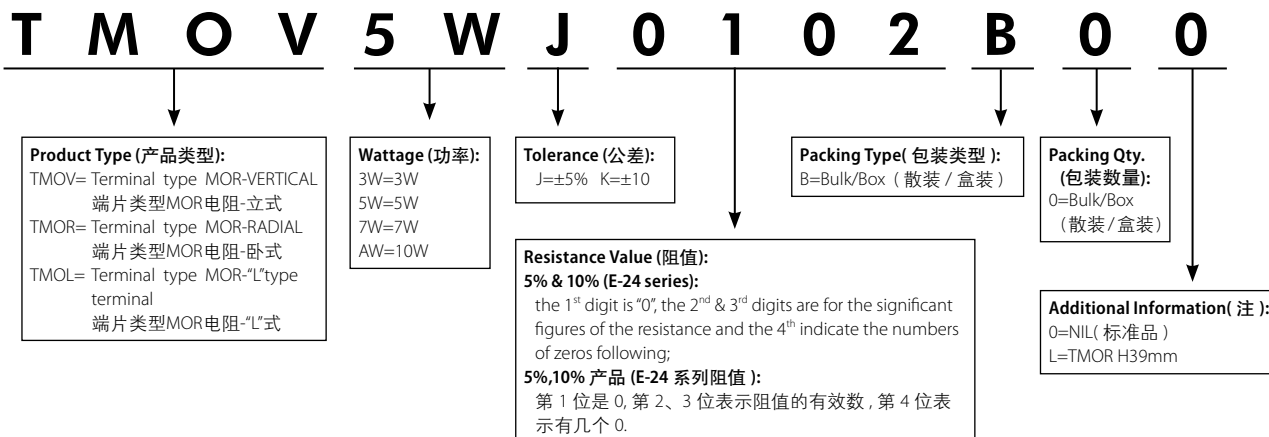 T M O V 5 W J 0 1 0 2 B 0 0
Product Type (产品类型):
TMOV= Terminal type MOR-VERTICAL
端片类型MOR电阻-立式
TMOR= Terminal type MOR-RADIAL
端片类型MOR电阻-卧式
TMOL= Terminal type MOR-“L”type
terminal
端片类型MOR电阻-“L”式
Wattage (功率):
3W=3W
5W=5W
7W=7W
AW=10W
Tolerance (公差):
J=±5% K=±10
Resistance Value (阻值):
5% & 10% (E-24 series):
the 1st digit is “0”, the 2nd & 3rd digits are for the significant
figures of the resistance and the 4th indicate the numbers
of zeros following;
5%,10% 产品 (E-24 系列阻值 ):
第 1 位是 0, 第 2、3 位表示阻值的有效数 , 第 4 位表
示有几个 0.
Packing Type( 包装类型 ):
B=Bulk/Box ( 散装 / 盒装 )
Packing Qty.
(包装数量):
0=Bulk/Box
(散装/盒装)
Additional Information( 注 ):
0=NIL( 标准品 )
L=TMOR H39mm